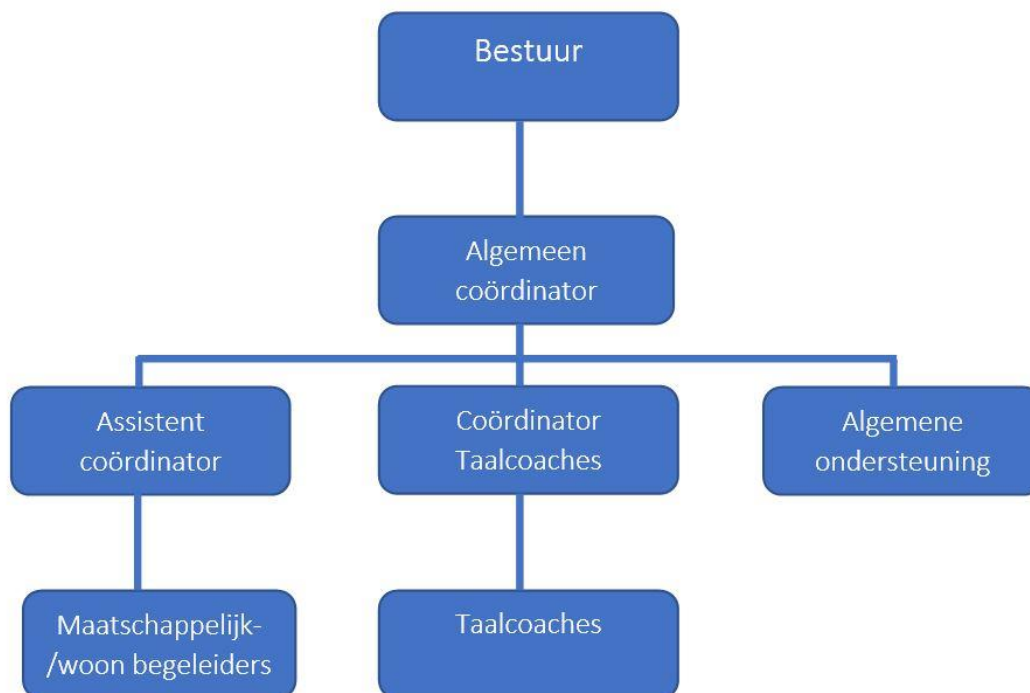 Bestuur
Algemeen
coördinator
Assistent
coördinator
Coördinator
Taalcoaches
Algemene
ondersteuning
Maatschappelijk-
/woon begeleiders
Taalcoaches